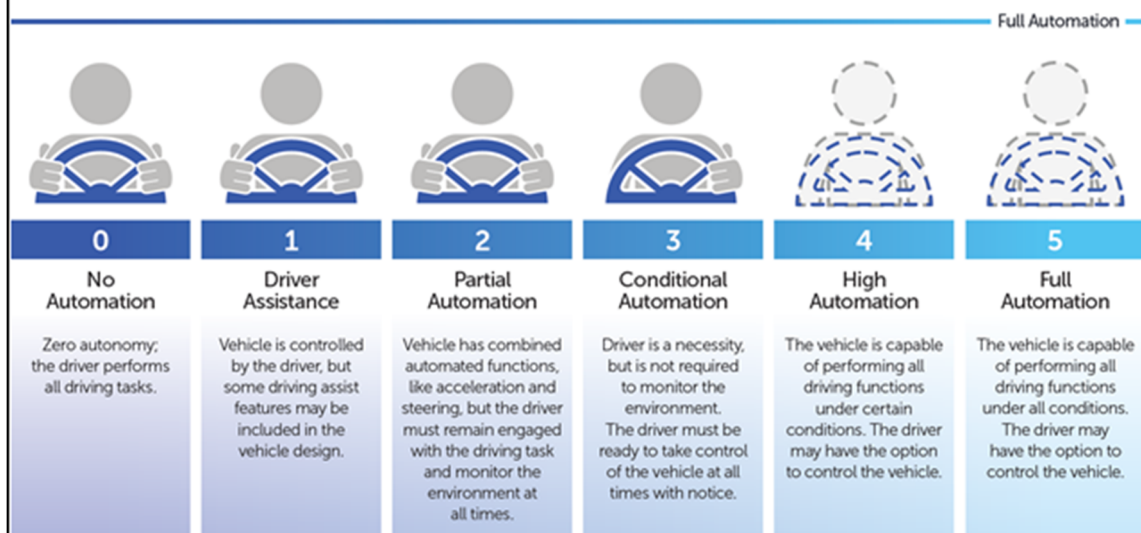 Full Automation
0
No
Automation
Zero autonomy;
the driver performs
all driving tasks.
1
Driver
Assistance
Vehicle is controlled
by the driver, but
some driving assist
features may be
included in the
vehicle design.
2
Partial
Automation
Vehicle has combined
automated functions,
like acceleration and
steering, but the driver
must remain engaged
with the driving task
and monitor the
environment at
all times.
3
Conditional
Automation
Driver is a necessity,
but is not required
to monitor the
environment.
The driver must be
ready to take control
of the vehicle at all
times with notice.
4
High
Automation
The vehicle is capable
of performing all
driving functions
under certain
conditions. The driver
may have the option
to control the vehicle.
5
Full
Automation
The vehicle is capable
of performing all
driving functions
under all conditions.
The driver may
have the option to
control the vehicle.